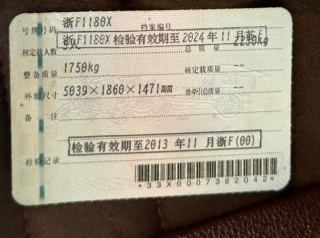 号牌号码 浙F1180X 档案编号
浙F1180X 检验有效期至2024年11月浙F
核定载人数 总质量 2250kg
整备质量 1750kg 核定载质量
外廓尺寸 5039×1860×1471mm 准牵引总质量
备注
检验有效期至2013年11月浙F(00)
检验记录
*33X0007382042*